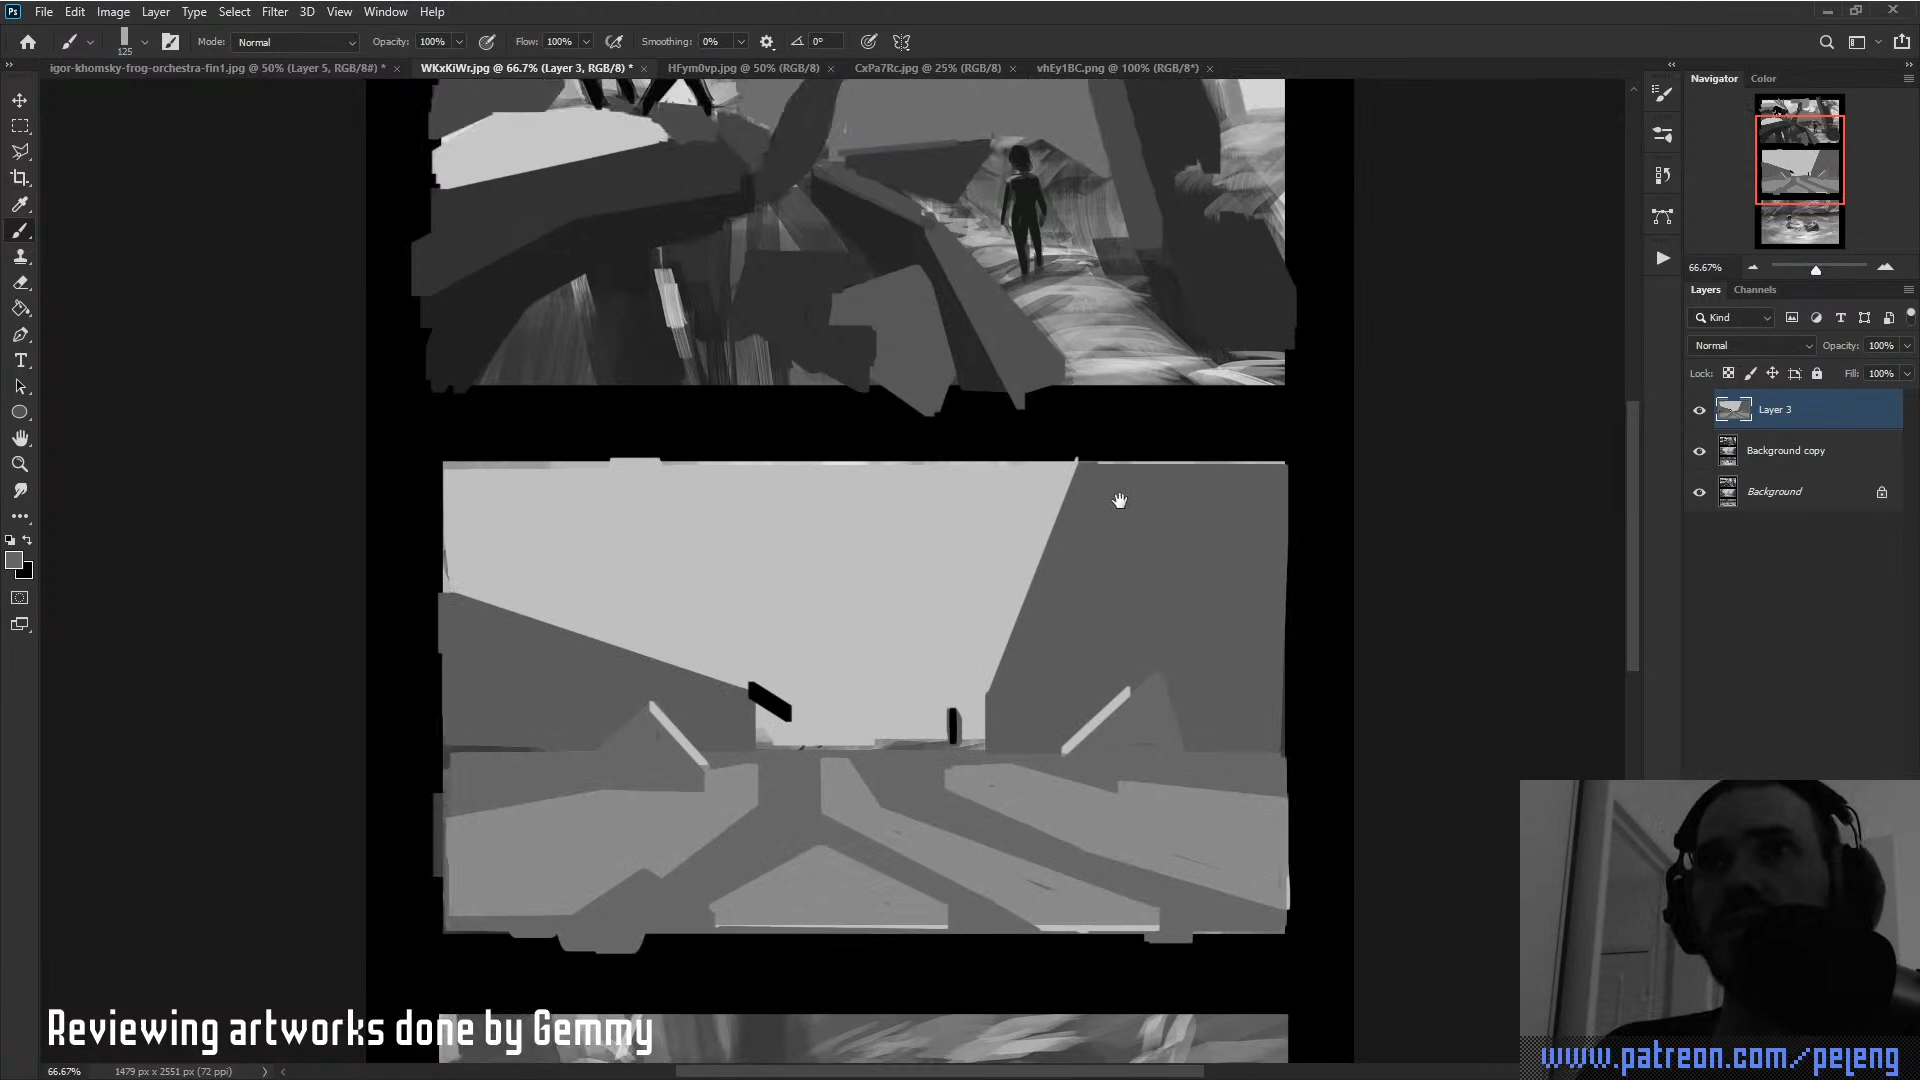 Ps File Edit Image Layer Type Select Filter 3D View Window Help
125 Mode: Normal Opacity: 100% Flow: 100% Smoothing: 0% 0°
igor-khomsky-frog-orchestra-fin1.jpg @ 50% (Layer 5, RGB/8#) * WKxKiWr.jpg @ 66.7% (Layer 3, RGB/8) * HFym0vp.jpg @ 50% (RGB/8) CxPa7Rc.jpg @ 25% (RGB/8) vhEy1BC.png @ 100% (RGB/8*)
Navigator Color
66.67%
Layers Channels
Kind
Normal Opacity: 100%
Lock: Fill: 100%
Layer 3
Background copy
Background
Reviewing artworks done by Gemmy
www.patreon.com/peleng
66.67% 1479 px x 2551 px (72 ppi)